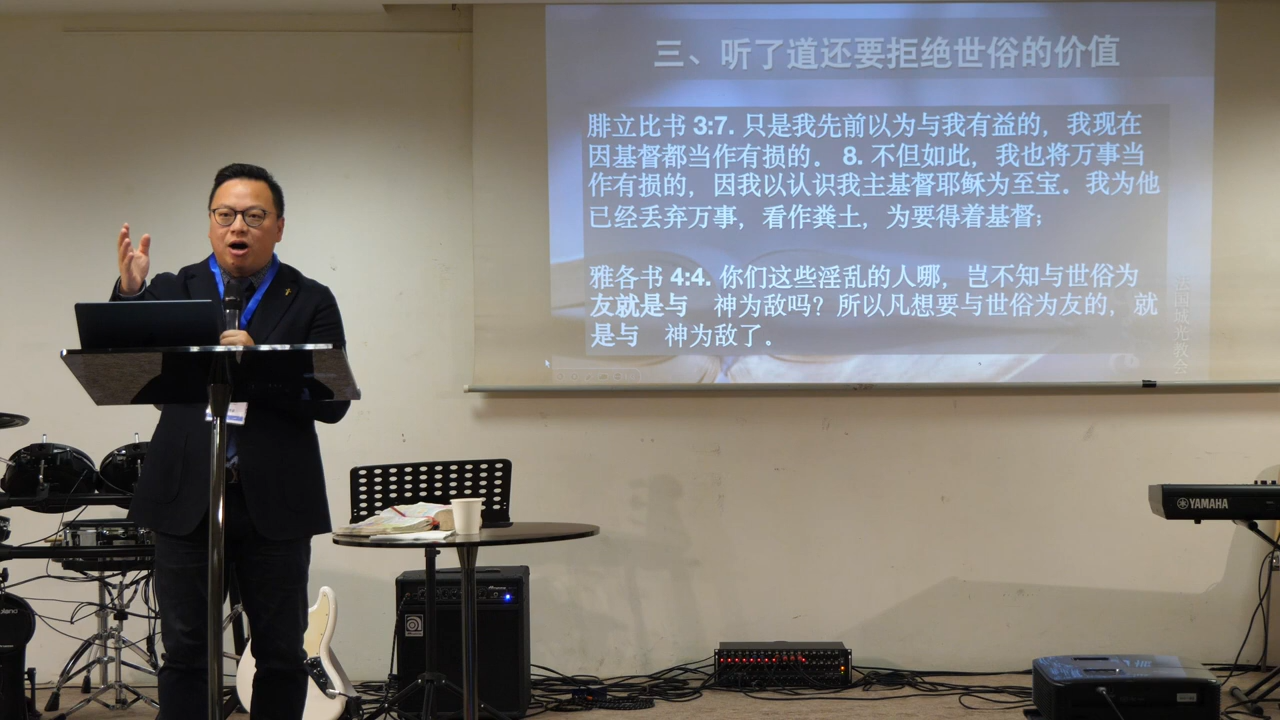 三、听了道还要拒绝世俗的价值
腓立比书 3:7. 只是我先前以为与我有益的，我现在
因基督都当作有损的。 8. 不但如此，我也将万事当
作有损的，因我以认识我主基督耶稣为至宝。我为他
已经丢弃万事，看作粪土，为要得着基督；
雅各书 4:4. 你们这些淫乱的人哪，岂不知与世俗为
友就是与　神为敌吗？所以凡想要与世俗为友的，就
是与　神为敌了。
YAMAHA
Roland
Ampeg